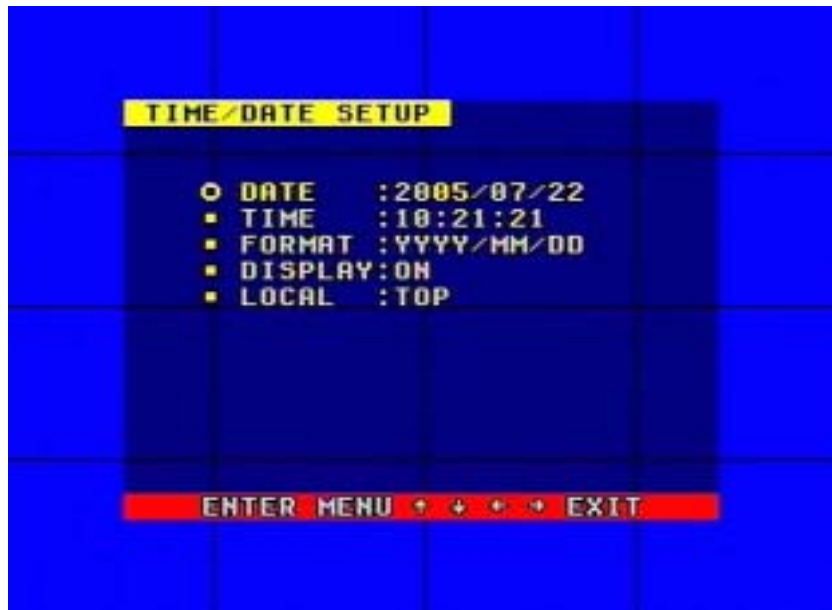 TIME/DATE SETUP
DATE :2005/07/22
TIME :10:21:21
FORMAT :YYYY/MM/DD
DISPLAY:ON
LOCAL :TOP
ENTER MENU ↑ ↓ ← → EXIT